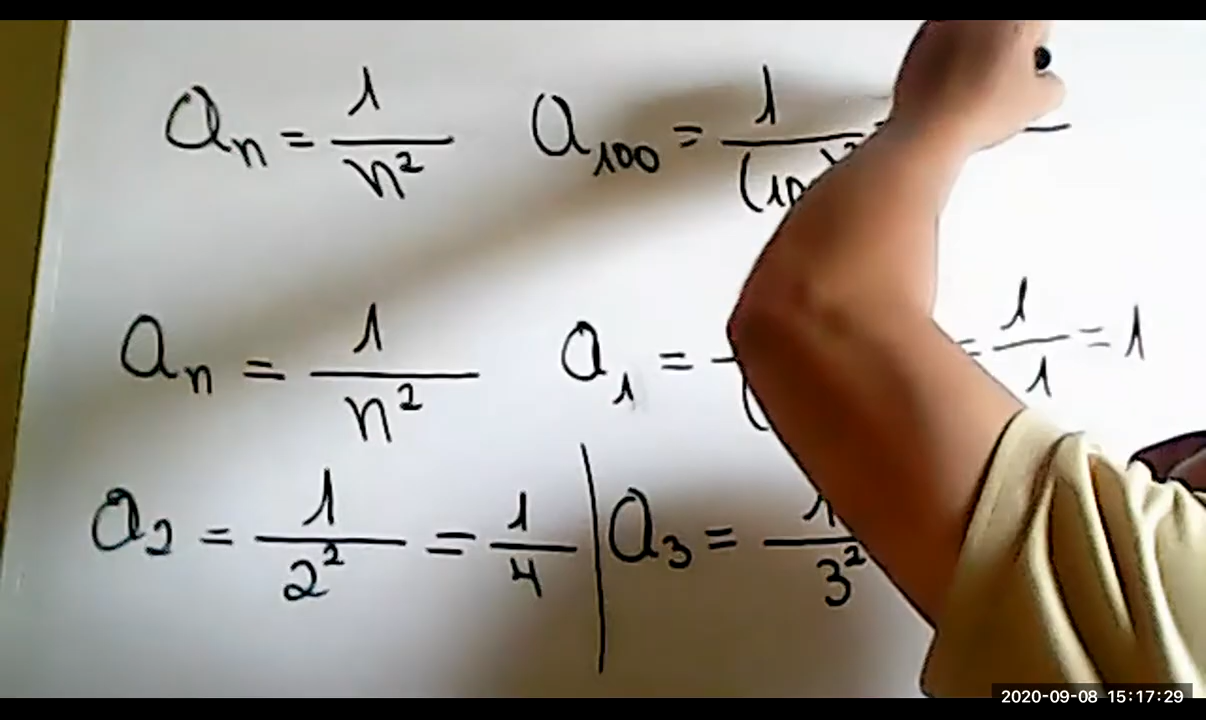 aₙ = 1/n² a₁₀₀ = 1/(10
aₙ = 1/n² a₁ = = 1/1 = 1
a₂ = 1/2² = 1/4 | a₃ = 1/3²
2020-09-08 15:17:29